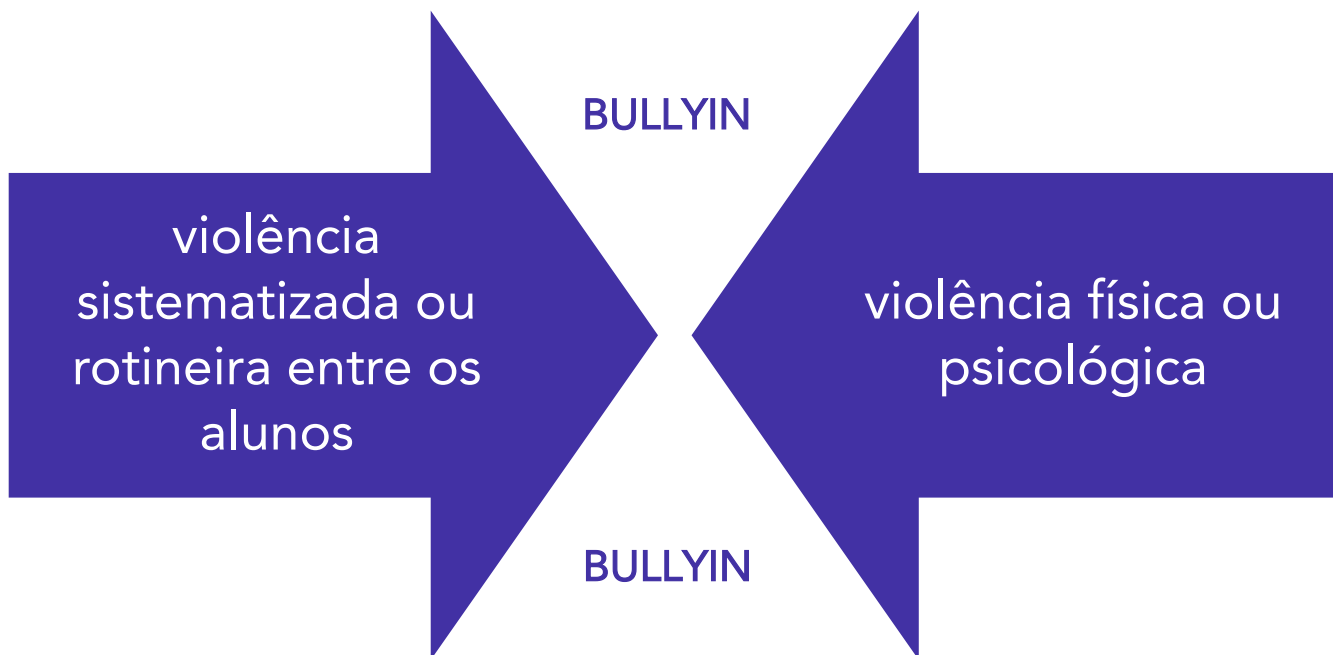 BULLYIN
violência
sistematizada ou
rotineira entre os
alunos
violência física ou
psicológica
BULLYIN